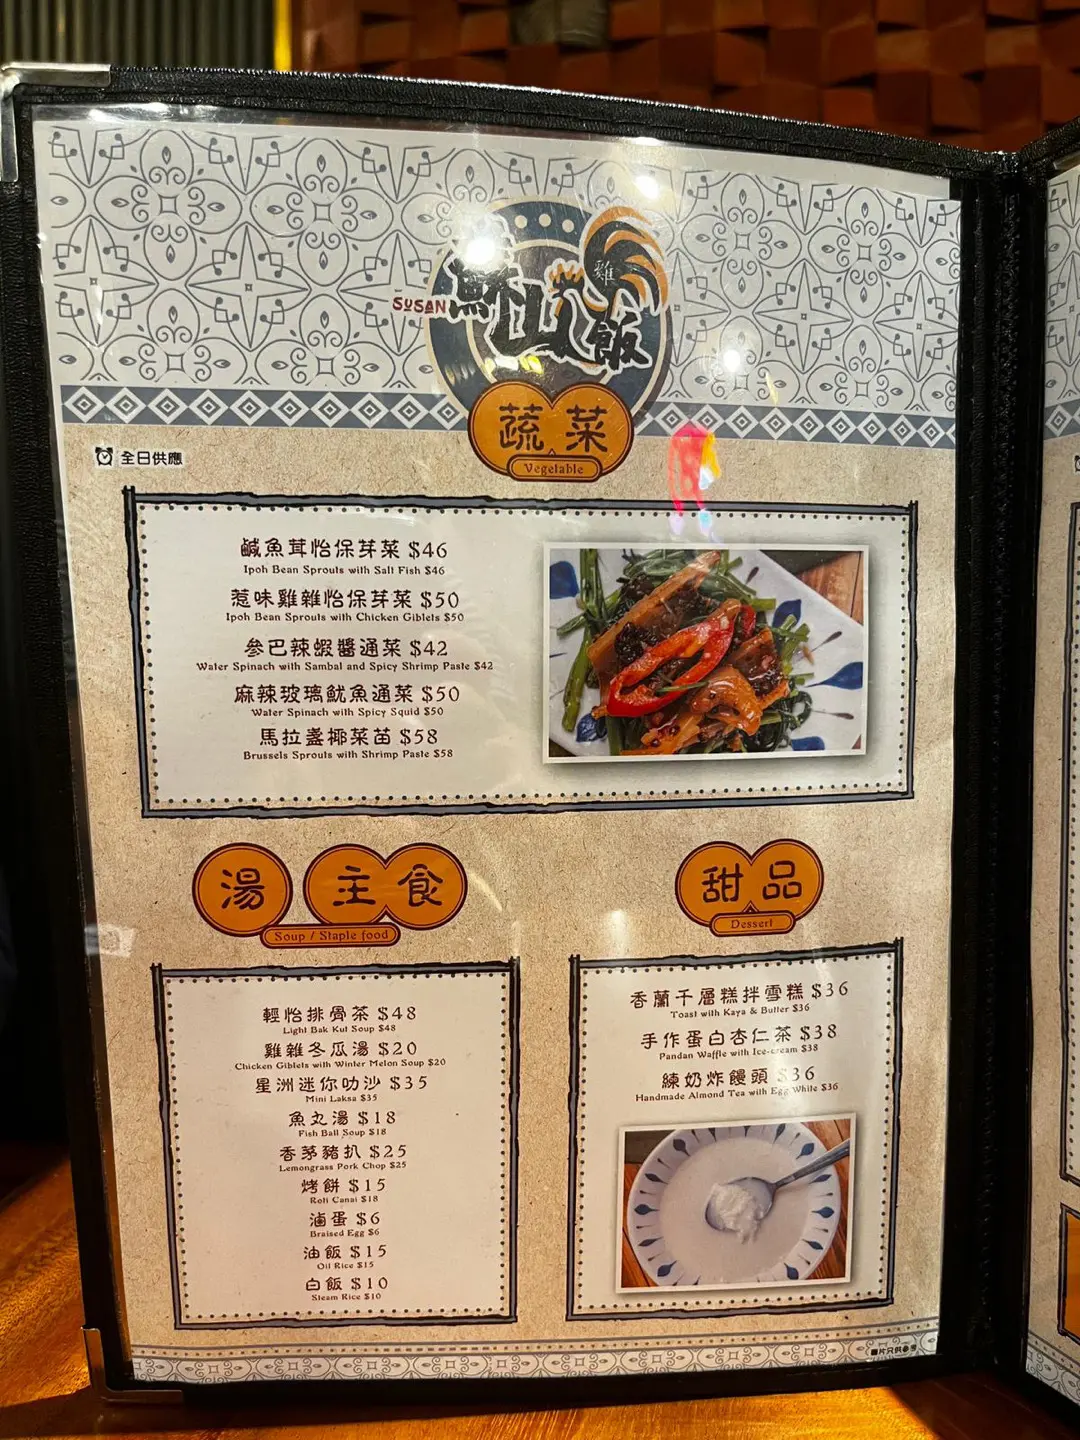 SUSAN
雞
飯
蔬菜
Vegetable
全日供應
鹹魚茸怡保芽菜 $46
Ipoh Bean Sprouts with Salt Fish $46
惹味雞雜怡保芽菜 $50
Ipoh Bean Sprouts with Chicken Giblets $50
參巴辣蝦醬通菜 $42
Water Spinach with Sambal and Spicy Shrimp Paste $42
麻辣玻璃魷魚通菜 $50
Water Spinach with Spicy Squid $50
馬拉盞椰菜苗 $58
Brussels Sprouts with Shrimp Paste $58
湯 主食
Soup / Staple food
輕怡排骨茶 $48
Light Bak Kut Soup $48
雞雜冬瓜湯 $20
Chicken Giblets with Winter Melon Soup $20
星洲迷你叻沙 $35
Mini Laksa $35
魚丸湯 $18
Fish Ball Soup $18
香茅豬扒 $25
Lemongrass Pork Chop $25
烤餅 $15
Roti Canai $18
滷蛋 $6
Braised Egg $6
油飯 $15
Oil Rice $15
白飯 $10
Steam Rice $10
甜品
Dessert
香蘭千層糕拌雪糕 $36
Toast with Kaya & Butter $36
手作蛋白杏仁茶 $38
Pandan Waffle with Ice-cream $38
練奶炸饅頭 $36
Handmade Almond Tea with Egg White $36
圖片只供參考